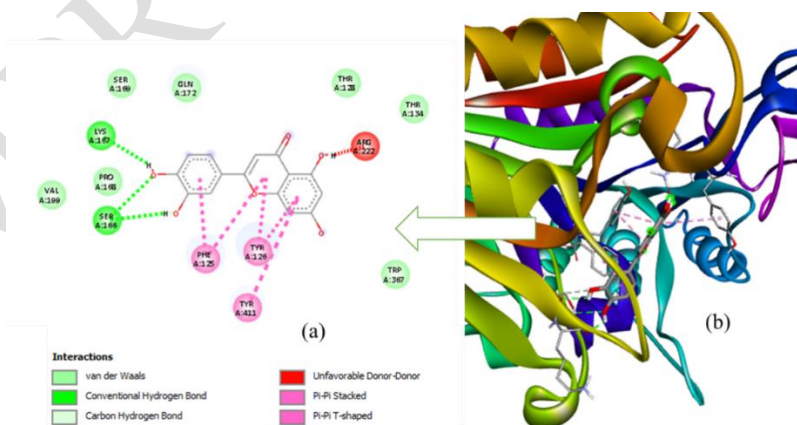 SER
A:169
GLN
A:172
THR
A:128
THR
A:134
LYS
A:167
ARG
A:222
PRO
A:168
VAL
A:199
SER
A:166
PHE
A:125
TYR
A:126
TRP
A:367
TYR
A:411
H
H
H
O
(a)
(b)
Interactions
van der Waals
Conventional Hydrogen Bond
Carbon Hydrogen Bond
Unfavorable Donor-Donor
Pi-Pi Stacked
Pi-Pi T-shaped